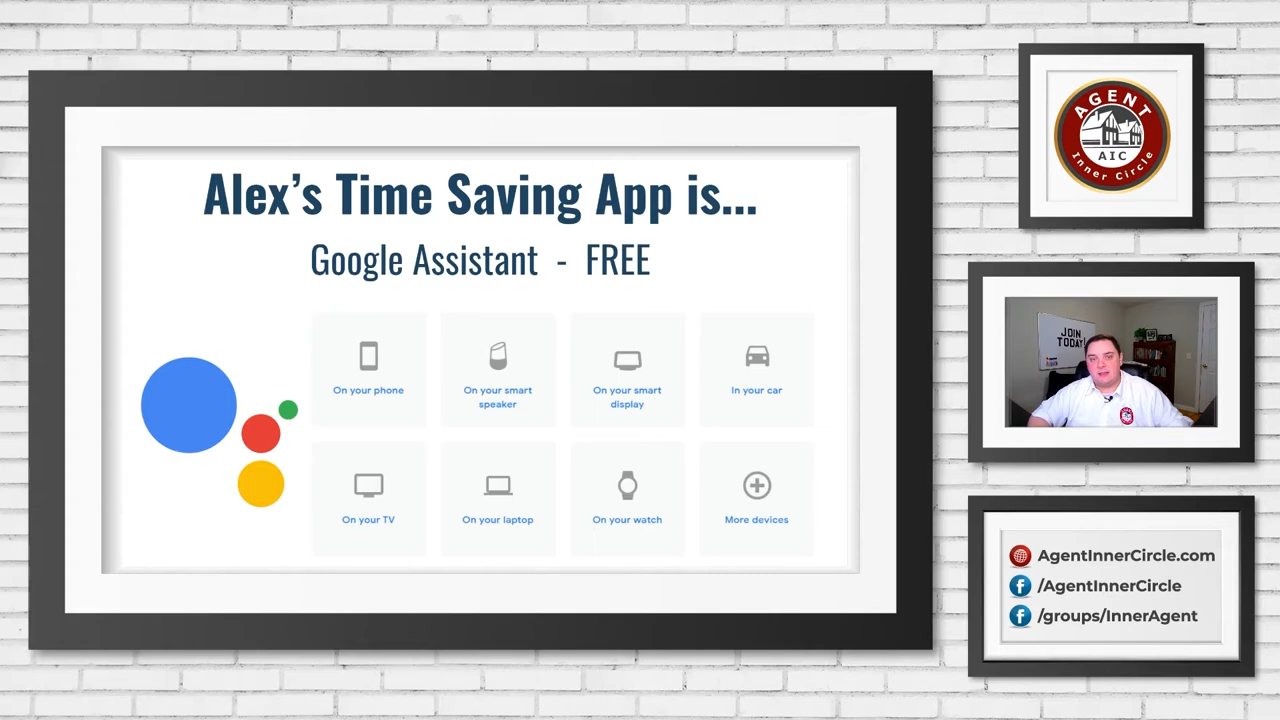 Alex's Time Saving App is...
Google Assistant - FREE
On your phone
On your smart
speaker
On your smart
display
In your car
On your TV
On your laptop
On your watch
More devices
AGENT
AIC
Inner Circle
JOIN
TODAY!
AgentInnerCircle.com
/AgentInnerCircle
/groups/InnerAgent